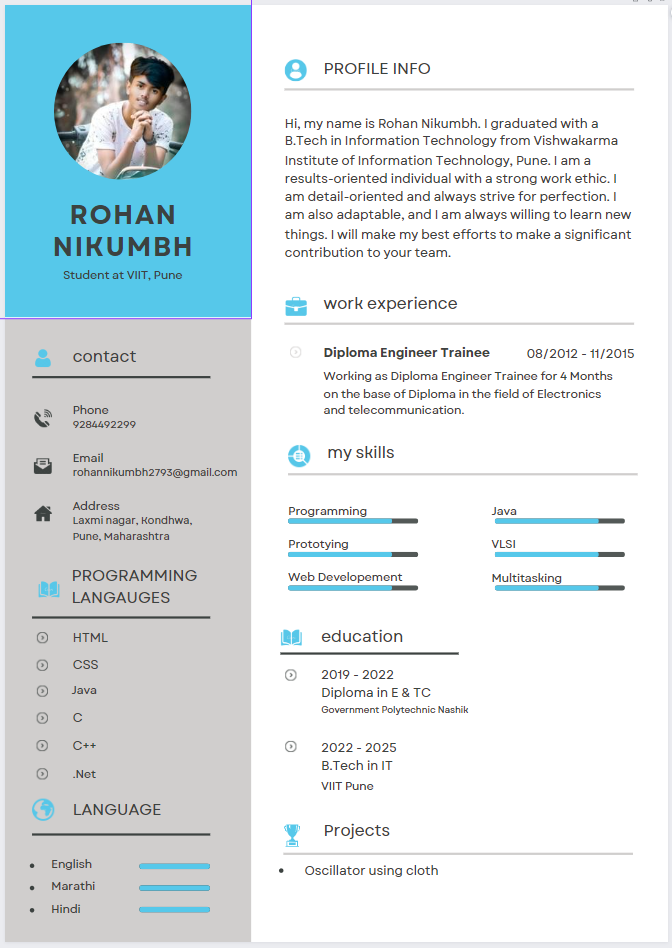 ROHAN
NIKUMBH
Student at VIIT, Pune
contact
Phone
9284492299
Email
rohannikumbh2793@gmail.com
Address
Laxmi nagar, Kondhwa,
Pune, Maharashtra
PROGRAMMING
LANGAUGES
HTML
CSS
Java
C
C++
.Net
LANGUAGE
English
Marathi
Hindi
PROFILE INFO
Hi, my name is Rohan Nikumbh. I graduated with a
B.Tech in Information Technology from Vishwakarma
Institute of Information Technology, Pune. I am a
results-oriented individual with a strong work ethic. I
am detail-oriented and always strive for perfection. I
am also adaptable, and I am always willing to learn new
things. I will make my best efforts to make a significant
contribution to your team.
work experience
Diploma Engineer Trainee 08/2012 - 11/2015
Working as Diploma Engineer Trainee for 4 Months
on the base of Diploma in the field of Electronics
and telecommunication.
my skills
Programming Java
Prototying VLSI
Web Developement Multitasking
education
2019 - 2022
Diploma in E & TC
Government Polytechnic Nashik
2022 - 2025
B.Tech in IT
VIIT Pune
Projects
Oscillator using cloth